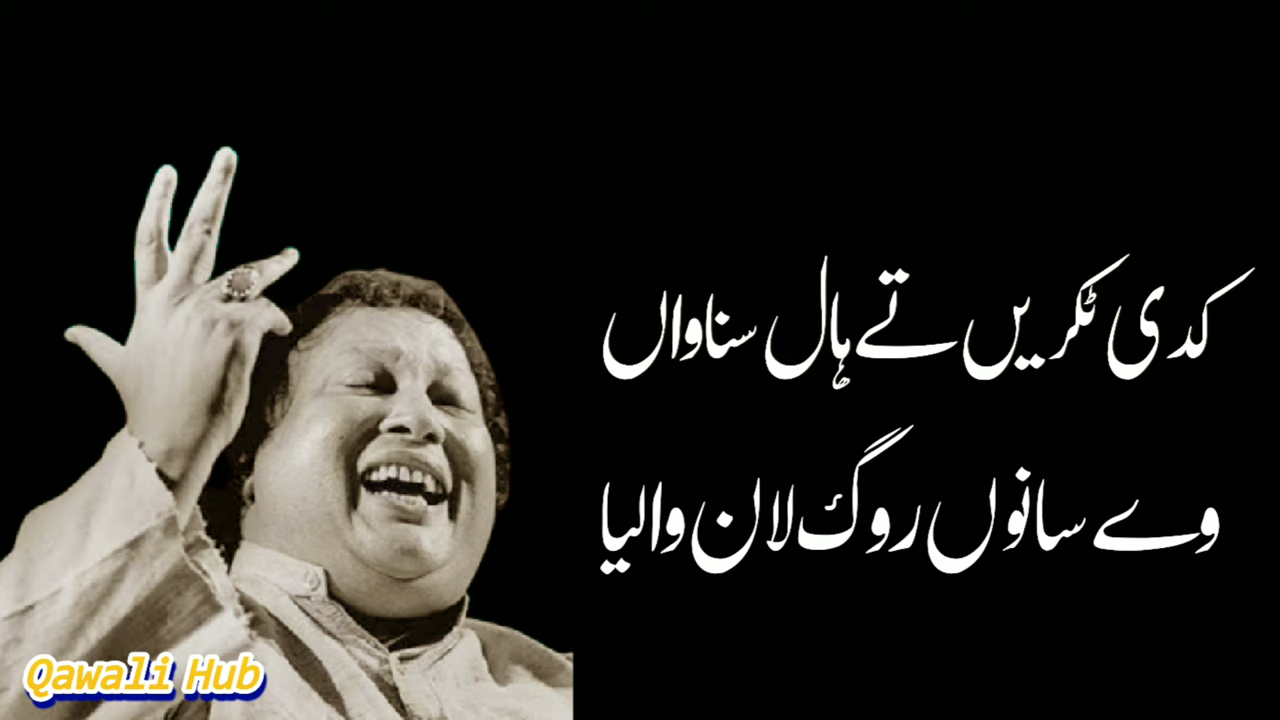 کدی ٹکریں تے ہال سناواں
وے سانوں روگ لان والیا
Qawali Hub